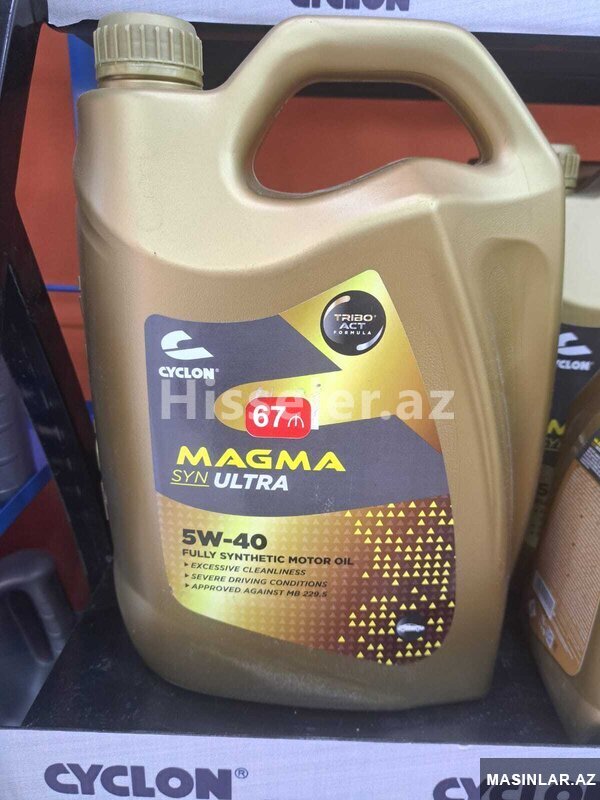 CYCLON®
TRIBO
ACT
FORMULA
CYCLON®
Hisseler.az
67₼
MAGMA
SYN ULTRA
5W-40
FULLY SYNTHETIC MOTOR OIL
▸ EXCESSIVE CLEANLINESS
▸ SEVERE DRIVING CONDITIONS
▸ APPROVED AGAINST MB 229.5
CYCLON
CYCLON®
MASINLAR.AZ